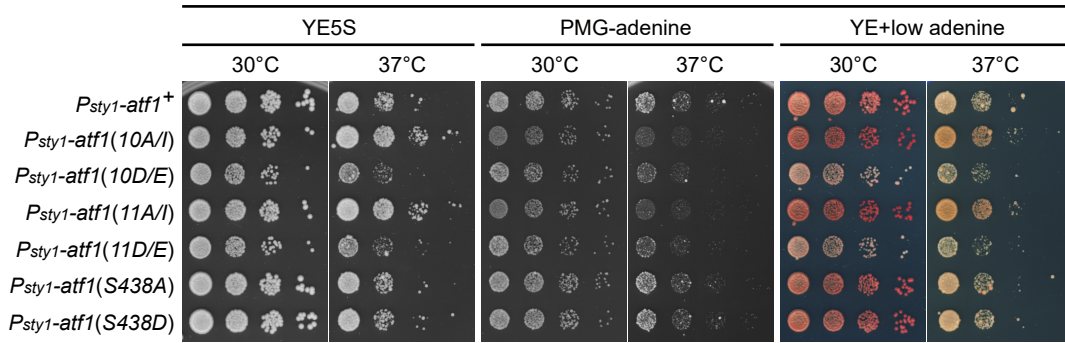 YE5S PMG-adenine YE+low adenine
30°C 37°C 30°C 37°C 30°C 37°C
Psty1-atf1+
Psty1-atf1(10A/I)
Psty1-atf1(10D/E)
Psty1-atf1(11A/I)
Psty1-atf1(11D/E)
Psty1-atf1(S438A)
Psty1-atf1(S438D)